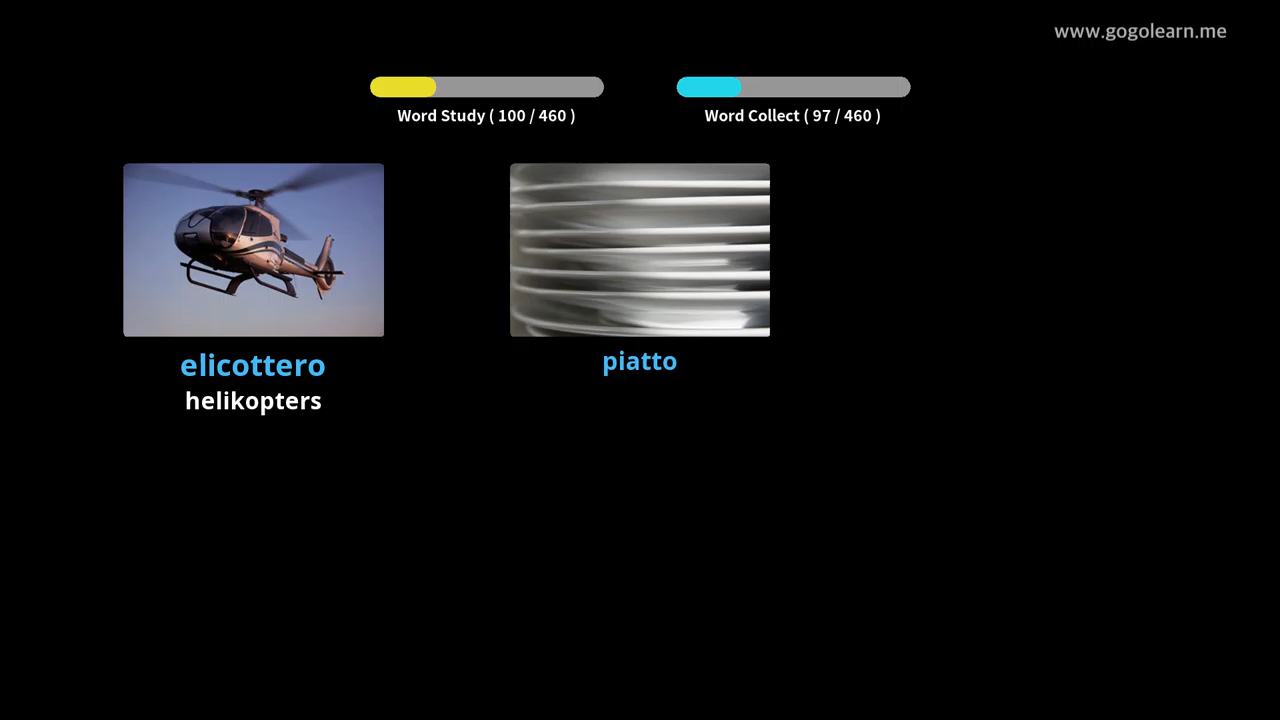 www.gogolearn.me
Word Study ( 100 / 460 )
Word Collect ( 97 / 460 )
elicottero
helikopters
piatto